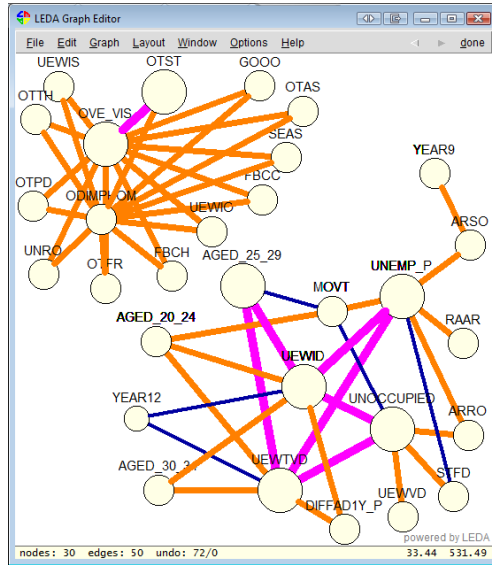 LEDA Graph Editor
File Edit Graph Layout Window Options Help done
UEWIS
OTST
GOOO
OTTH
OVE_VIS
OTAS
SEAS
YEAR9
OTPD
ODIMPHOM
FBCC
UEWIO
ARSO
UNRO
OTFR
FBCH
AGED_25_29
UNEMP_P
MOVT
AGED_20_24
RAAR
UEWID
YEAR12
UNOCCUPIED
ARRO
AGED_30_3
UEWTVD
STFD
DIFFAD1Y_P
UEWVD
powered by LEDA
nodes: 30 edges: 50 undo: 72/0 33.44 531.49